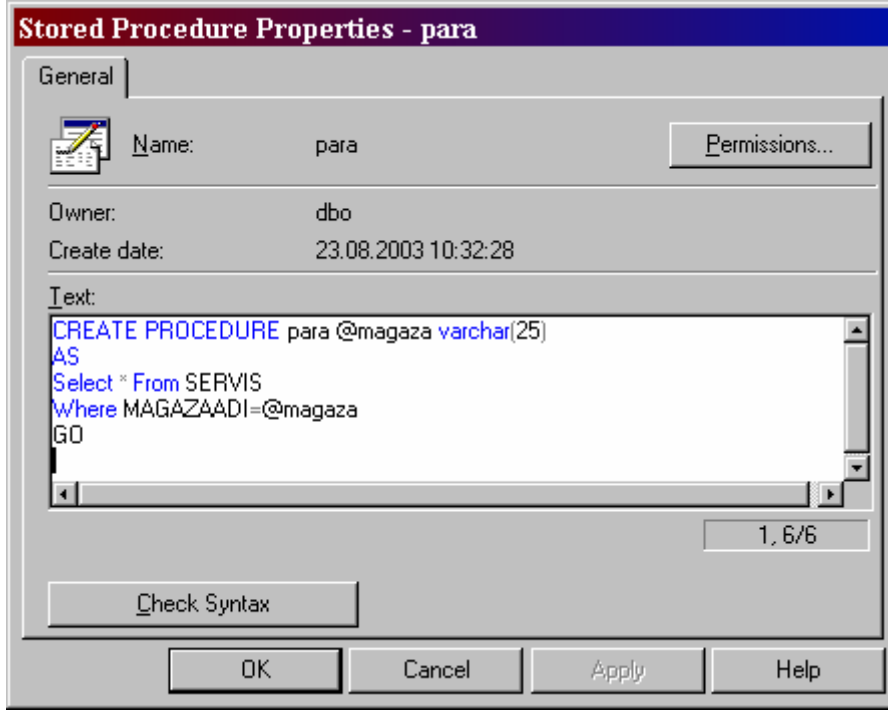 Stored Procedure Properties - para
General
Name: para Permissions...
Owner: dbo
Create date: 23.08.2003 10:32:28
Text:
CREATE PROCEDURE para @magaza varchar(25)
AS
Select * From SERVIS
Where MAGAZAADI=@magaza
GO
1, 6/6
Check Syntax
OK Cancel Apply Help